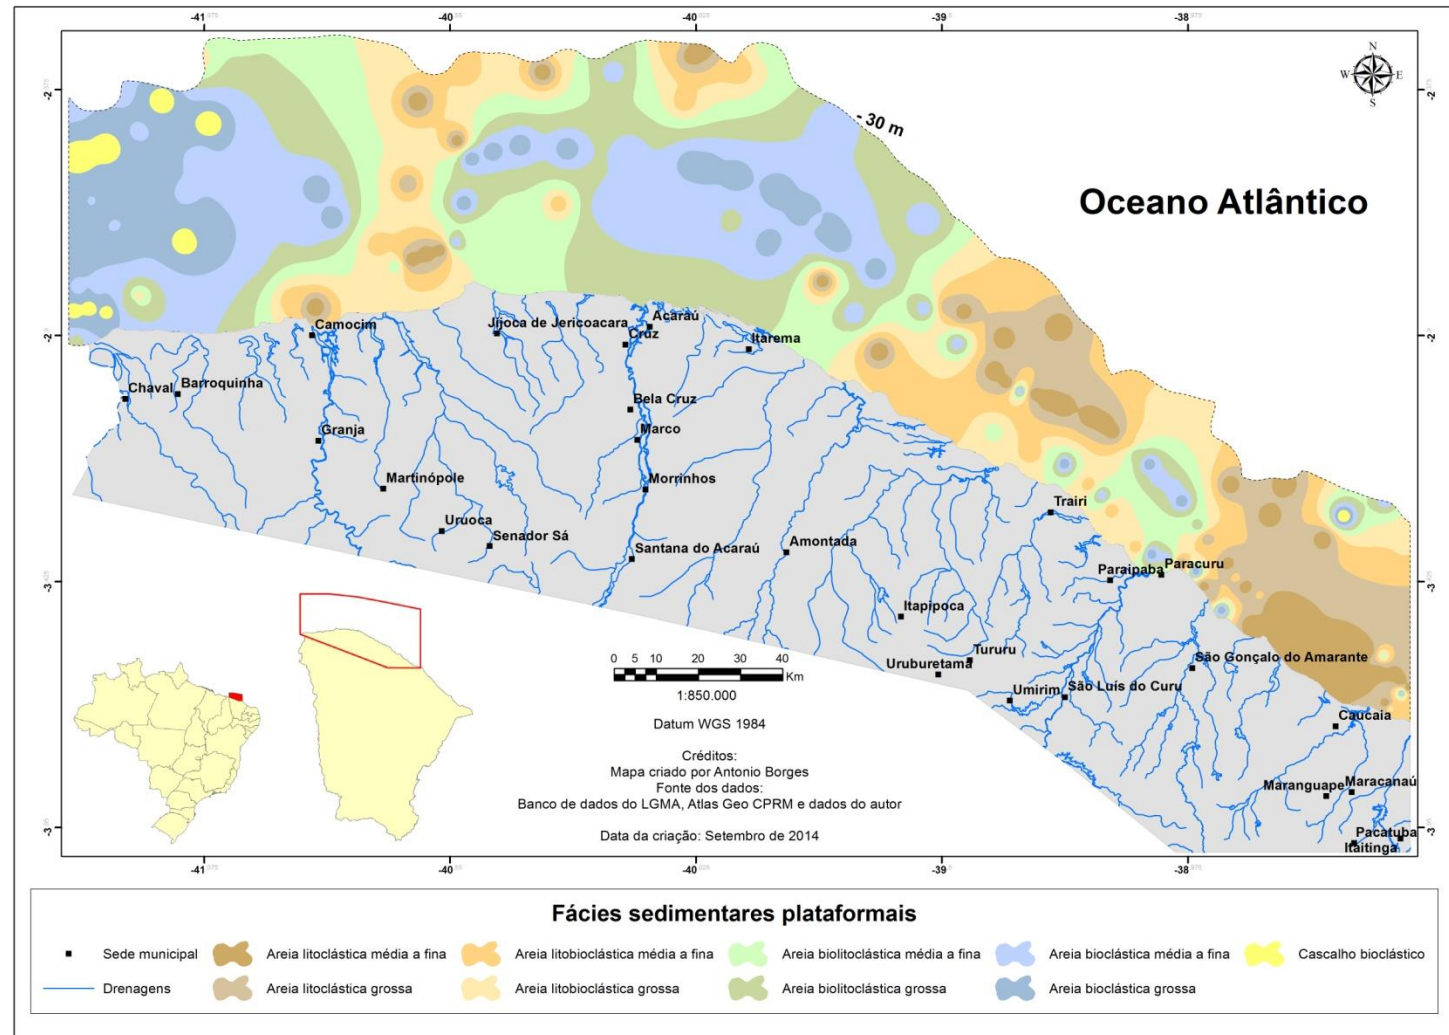 -41,075
-40,55
-40,025
-39,5
-38,975
N
W
E
S
- 30 m
Oceano Atlântico
Camocim
Jijoca de Jericoacara
Acaraú
Cruz
Itarema
Chaval
Barroquinha
Bela Cruz
Granja
Marco
Martinópole
Morrinhos
Trairi
Uruoca
Senador Sá
Santana do Acaraú
Amontada
Paraipaba
Paracuru
Itapipoca
Tururu
Uruburetama
São Gonçalo do Amarante
Umirim
São Luís do Curu
Caucaia
Maranguape
Maracanaú
Pacatuba
Itaitinga
0 5 10 20 30 40
Km
1:850.000
Datum WGS 1984
Créditos:
Mapa criado por Antonio Borges
Fonte dos dados:
Banco de dados do LGMA, Atlas Geo CPRM e dados do autor
Data da criação: Setembro de 2014
Fácies sedimentares plataformais
Sede municipal
Areia litoclástica média a fina
Areia litobioclástica média a fina
Areia biolitoclástica média a fina
Areia bioclástica média a fina
Cascalho bioclástico
Drenagens
Areia litoclástica grossa
Areia litobioclástica grossa
Areia biolitoclástica grossa
Areia bioclástica grossa